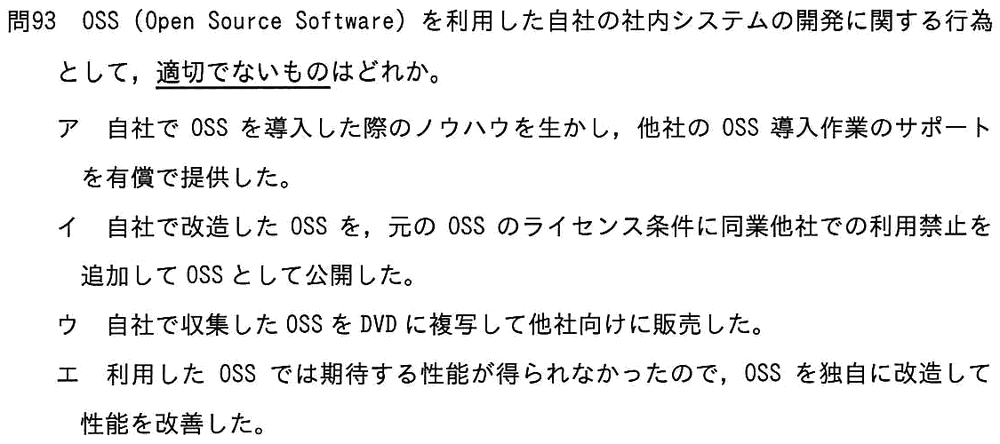 問93 OSS（Open Source Software）を利用した自社の社内システムの開発に関する行為
として，適切でないものはどれか。
ア 自社で OSS を導入した際のノウハウを生かし，他社の OSS 導入作業のサポート
を有償で提供した。
イ 自社で改造した OSS を，元の OSS のライセンス条件に同業他社での利用禁止を
追加して OSS として公開した。
ウ 自社で収集した OSS を DVD に複写して他社向けに販売した。
エ 利用した OSS では期待する性能が得られなかったので，OSS を独自に改造して
性能を改善した。